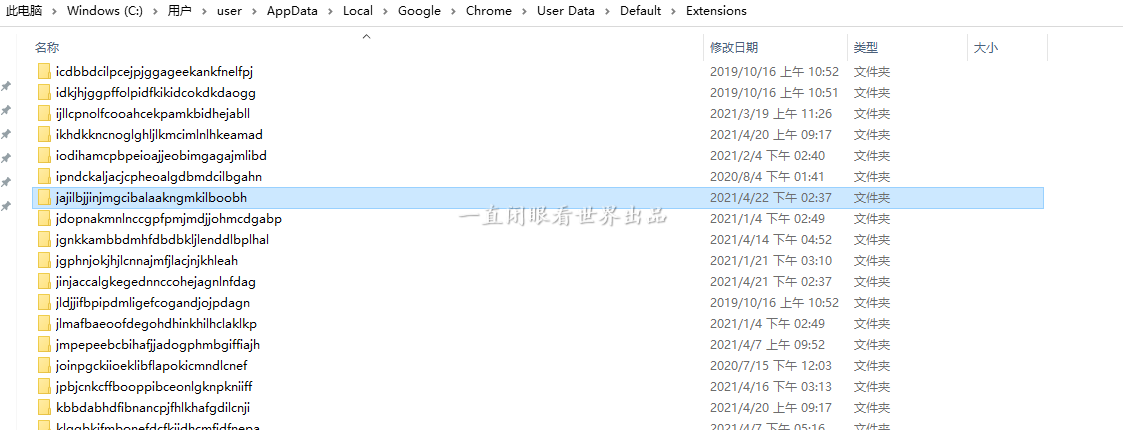 此电脑 > Windows (C:) > 用户 > user > AppData > Local > Google > Chrome > User Data > Default > Extensions
名称 修改日期 类型 大小
icdbbdcilpcejpjggageekankfnelfpj 2019/10/16 上午 10:52 文件夹
idkjhjggpffolpidfkikidcokdkdaogg 2019/10/16 上午 10:51 文件夹
ijllcpnolfcooahcekpamkbidhejabll 2021/3/19 上午 11:26 文件夹
ikhdkkncnoglghljlkmcimlnlhkeamad 2021/4/20 上午 09:17 文件夹
iodihamcpbpeioajjeobimgagajmlibd 2021/2/4 下午 02:40 文件夹
ipndckaljacjcpheoalgdbmdcilbgahn 2020/8/4 下午 01:41 文件夹
jajilbjjinjmgcibalaakngmkilboobh 2021/4/22 下午 02:37 文件夹
jdopnakmnlnccgpfpmjmdjjohmcdgabp 2021/1/4 下午 02:49 文件夹
一直闭眼看世界出品
jgnkkambbdmhfdbdbkljlenddlbplhal 2021/4/14 下午 04:52 文件夹
jgphnjokjhjlcnnajmfjlacjnjkhleah 2021/1/21 下午 03:10 文件夹
jinjaccalgkegednnccohejagnlnfdag 2021/4/21 下午 02:37 文件夹
jldjjifbpipdmligefcogandjojpdagn 2019/10/16 上午 10:52 文件夹
jlmafbaeoofdegohdhinkhilhclaklkp 2021/1/4 下午 02:49 文件夹
jmpepeebcbihafjjadogphmbgiffiajh 2021/4/7 上午 09:52 文件夹
joinpgckiioeklibflapokicmndlcnef 2020/7/15 下午 12:03 文件夹
jpbjcnkcffbooppibceonlgknpkniiff 2021/4/16 下午 03:13 文件夹
kbbdabhdfibnancpjfhlkhafgdilcnji 2021/4/20 上午 09:17 文件夹
2021/4/7 下午 05:16 文件夹